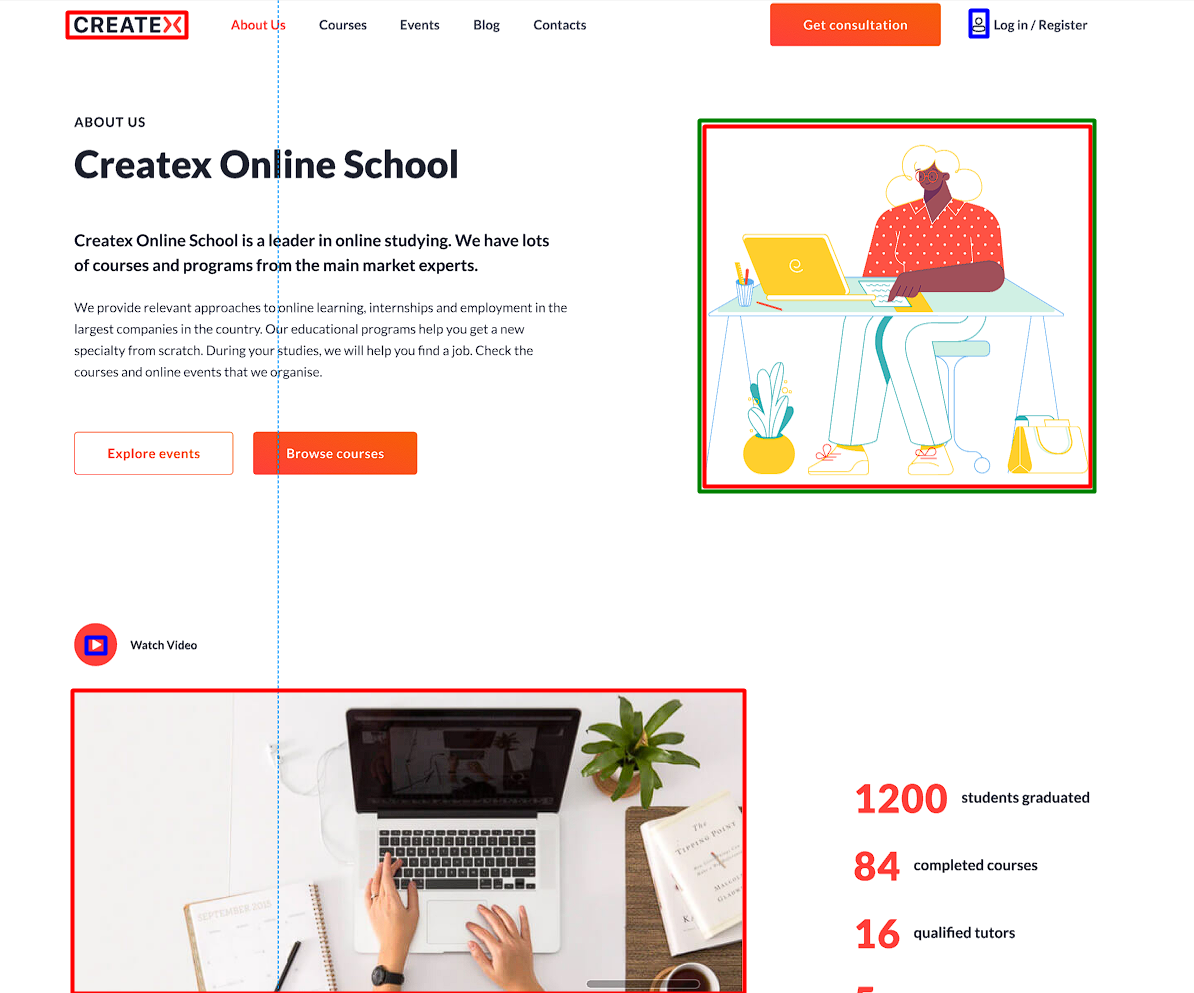 CREATEX
About Us
Courses
Events
Blog
Contacts
Get consultation
Log in / Register
ABOUT US
Createx Online School
Createx Online School is a leader in online studying. We have lots
of courses and programs from the main market experts.
We provide relevant approaches to online learning, internships and employment in the
largest companies in the country. Our educational programs help you get a new
specialty from scratch. During your studies, we will help you find a job. Check the
courses and online events that we organise.
Explore events
Browse courses
Watch Video
The
TIPPING POINT
SEPTEMBER 2015
1200 students graduated
84 completed courses
16 qualified tutors